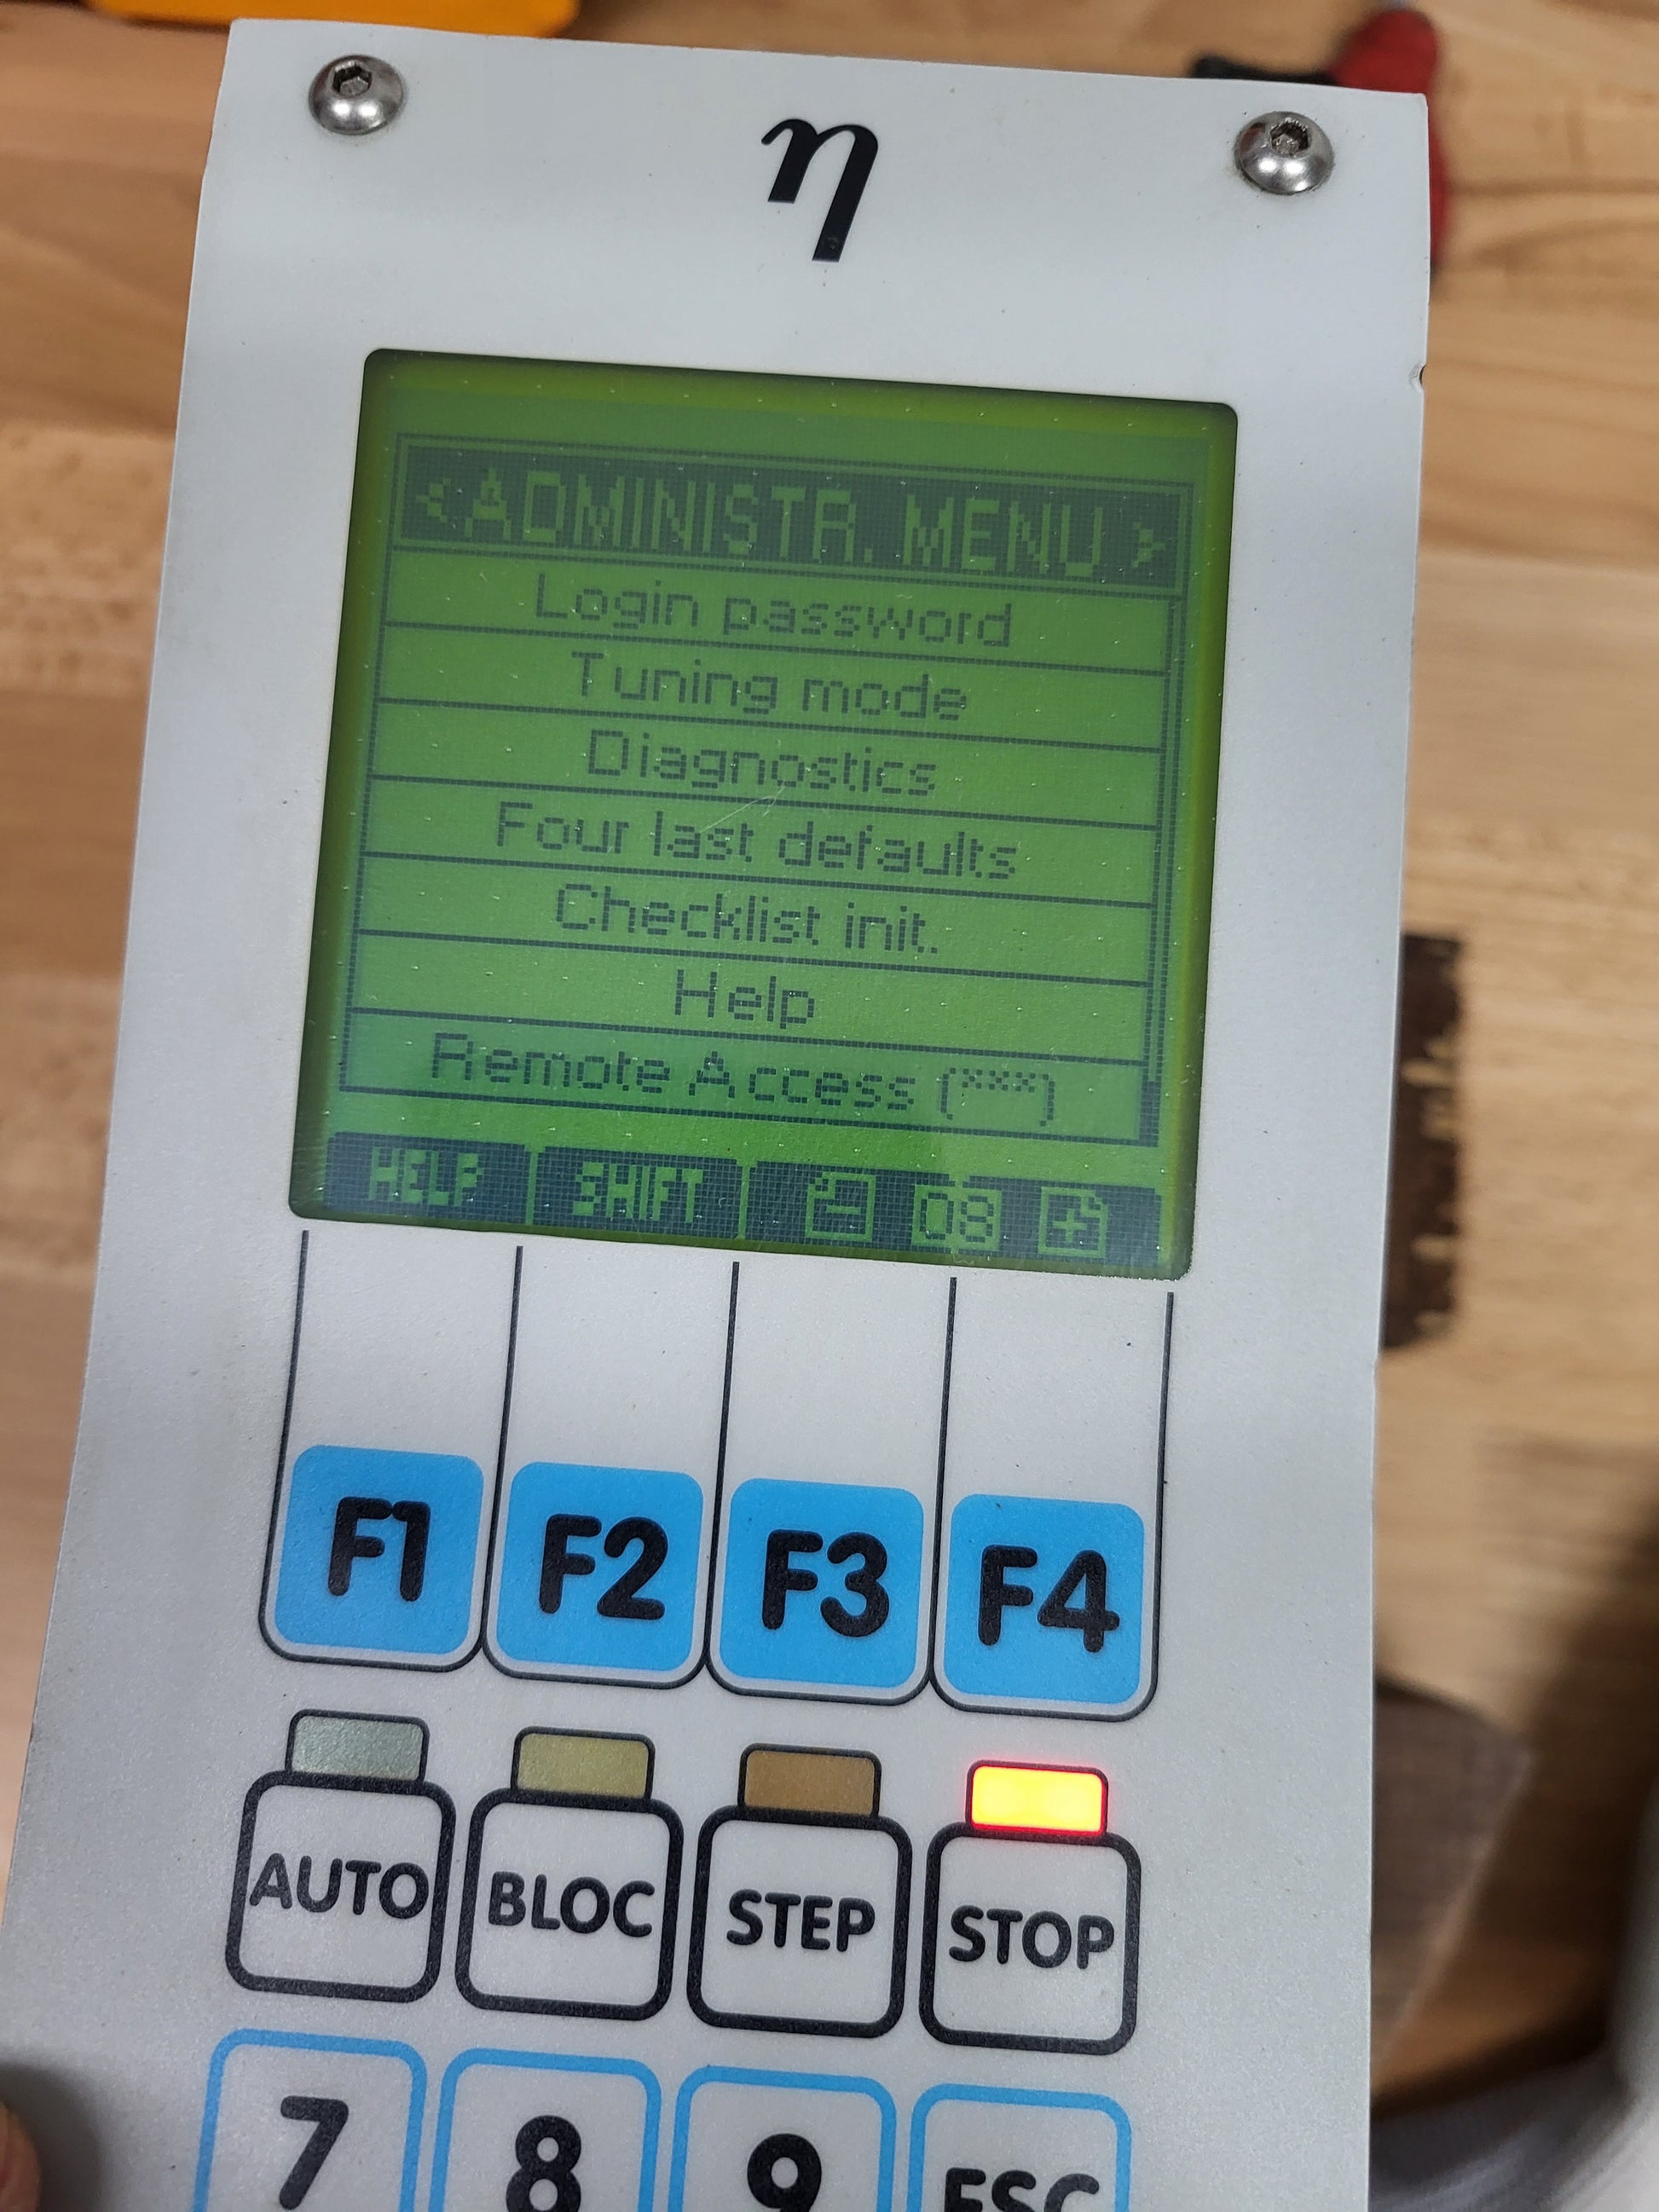 η
<ADMINISTR. MENU>
Login password
Tuning mode
Diagnostics
Four last defaults
Checklist init.
Help
Remote Access (***)
HELP SHIFT - 08 +
F1 F2 F3 F4
AUTO BLOC STEP STOP
7 8 9 ESC